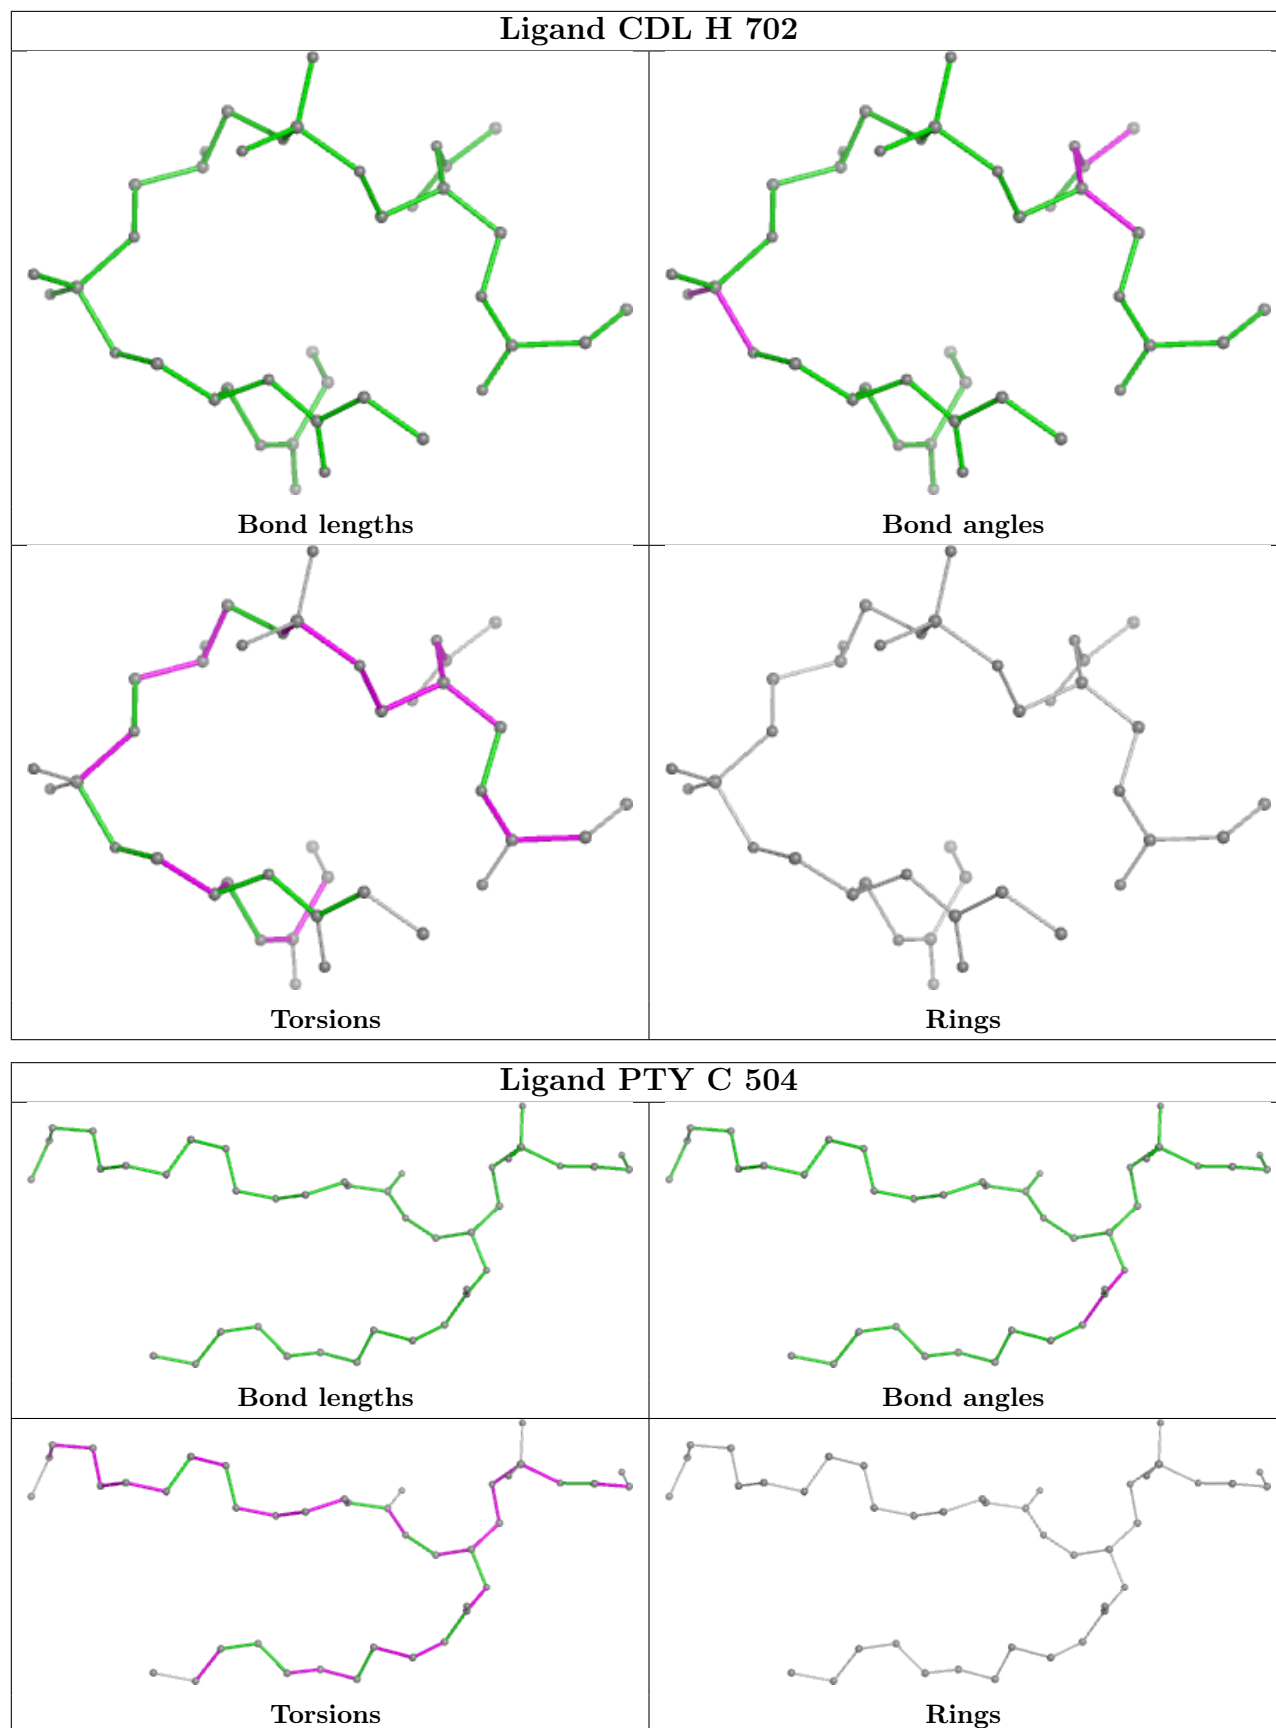 Ligand CDL H 702
Bond lengths
Bond angles
Torsions
Rings
Ligand PTY C 504
Bond lengths
Bond angles
Torsions
Rings